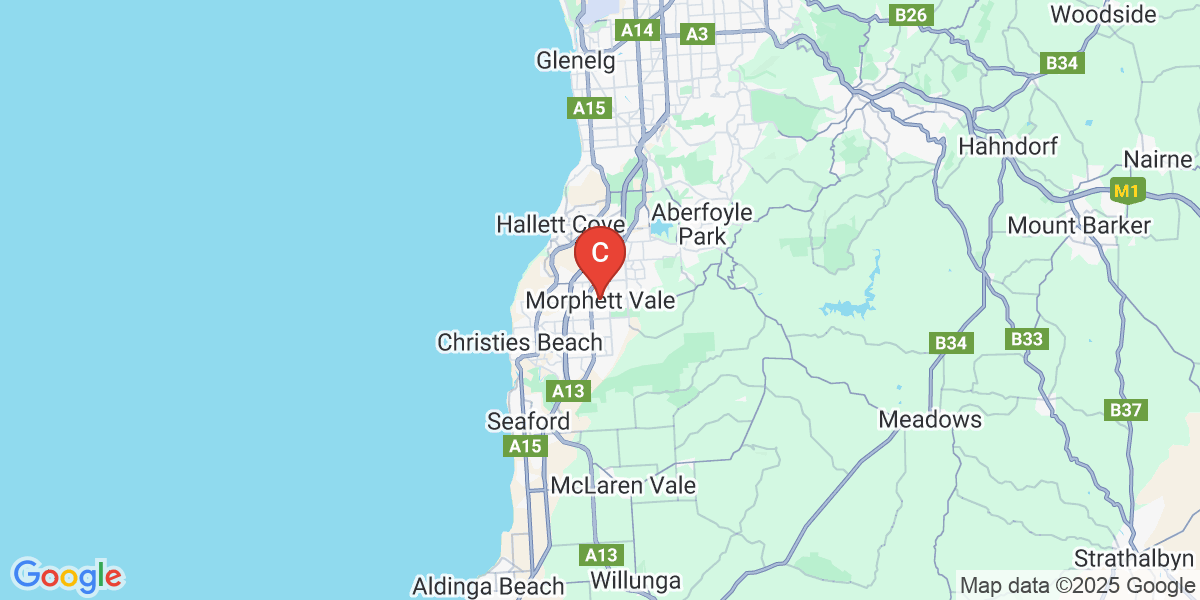 B26
Woodside
A14
A3
Glenelg
B34
A15
Hahndorf
Nairne
M1
Aberfoyle
Park
Hallett Cove
Mount Barker
C
Morphett Vale
Christies Beach
B34
B33
A13
B37
Seaford
Meadows
A15
McLaren Vale
A13
Strathalbyn
Google
Aldinga Beach
Willunga
Map data ©2025 Google